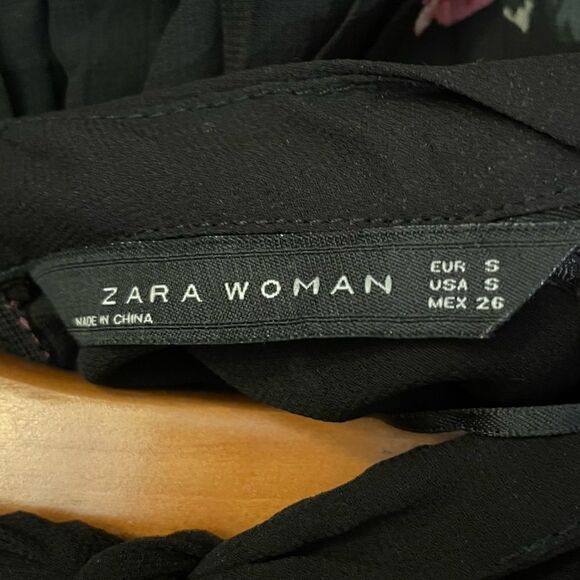 ZARA WOMAN
MADE IN CHINA
EUR S
USA S
MEX 26